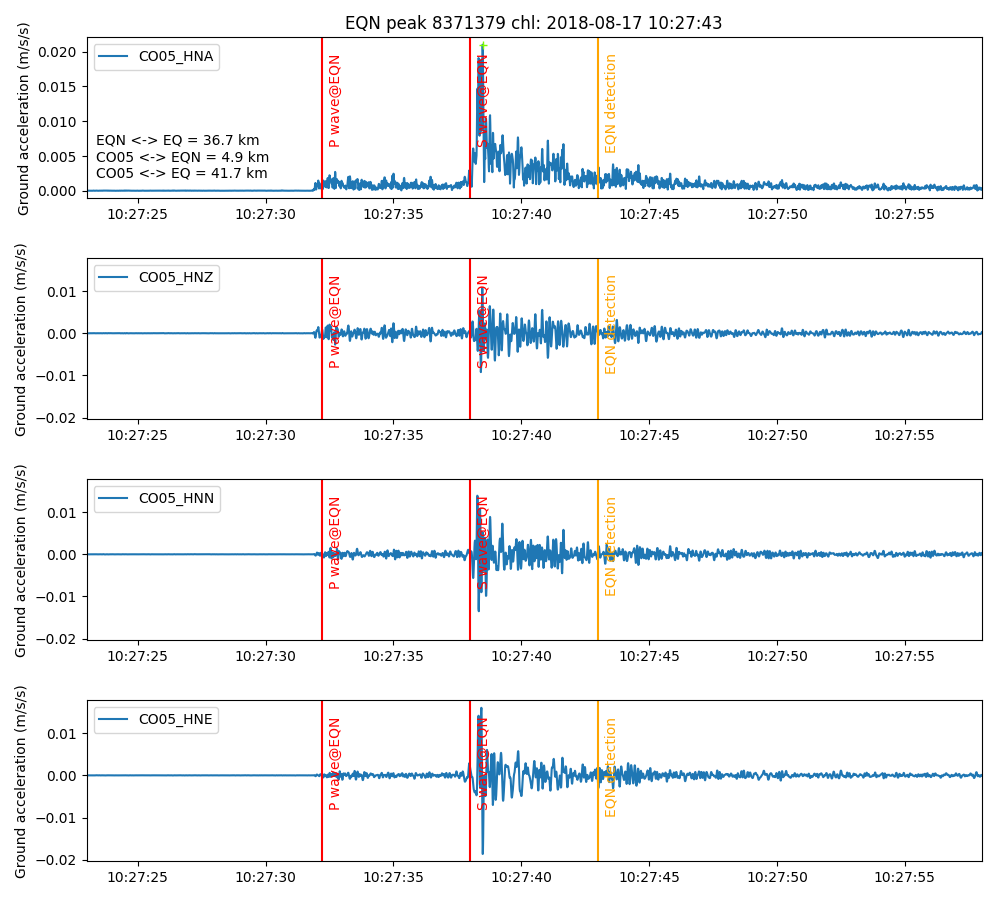 EQN peak 8371379 chl: 2018-08-17 10:27:43
Ground acceleration (m/s/s)
0.020
0.015
0.010
0.005
0.000
CO05_HNA
EQN <-> EQ = 36.7 km
CO05 <-> EQN = 4.9 km
CO05 <-> EQ = 41.7 km
P wave@EQN
S wave@EQN
EQN detection
10:27:25 10:27:30 10:27:35 10:27:40 10:27:45 10:27:50 10:27:55
Ground acceleration (m/s/s)
0.01
0.00
−0.01
−0.02
CO05_HNZ
P wave@EQN
S wave@EQN
EQN detection
10:27:25 10:27:30 10:27:35 10:27:40 10:27:45 10:27:50 10:27:55
Ground acceleration (m/s/s)
0.01
0.00
−0.01
−0.02
CO05_HNN
P wave@EQN
S wave@EQN
EQN detection
10:27:25 10:27:30 10:27:35 10:27:40 10:27:45 10:27:50 10:27:55
Ground acceleration (m/s/s)
0.01
0.00
−0.01
−0.02
CO05_HNE
P wave@EQN
S wave@EQN
EQN detection
10:27:25 10:27:30 10:27:35 10:27:40 10:27:45 10:27:50 10:27:55